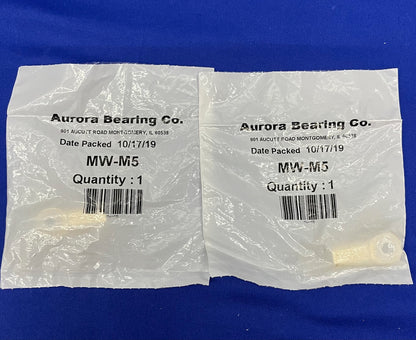 Aurora Bearing Co.
901 AUCUTT ROAD MONTGOMERY, IL 60538
Date Packed 10/17/19
MW-M5
Quantity : 1
Aurora Bearing Co.
901 AUCUTT ROAD MONTGOMERY, IL 60538
Date Packed 10/17/19
MW-M5
Quantity : 1